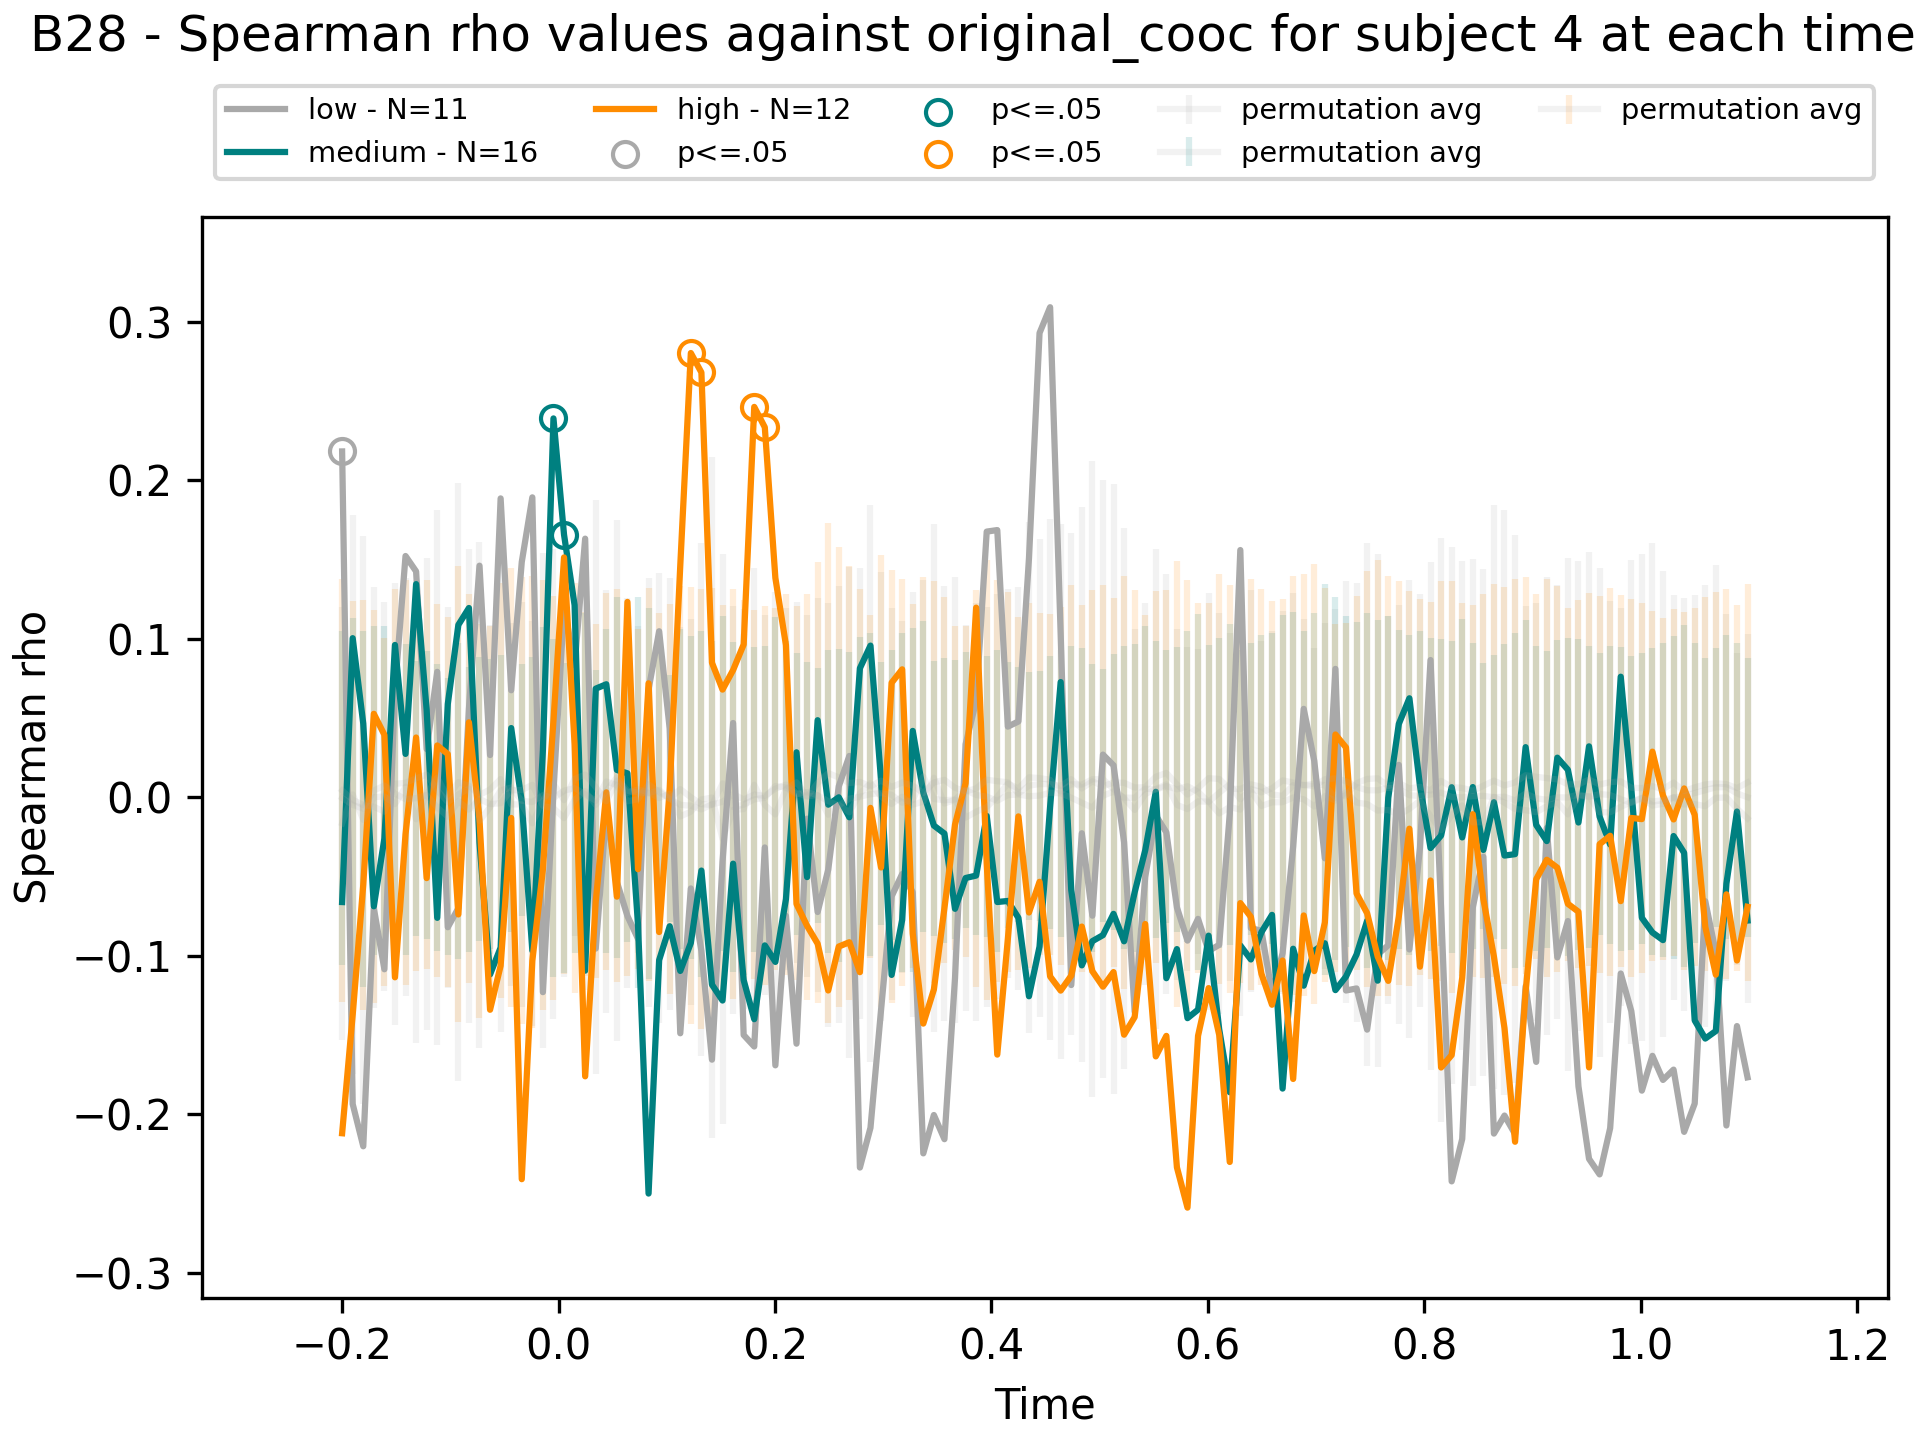 B28 - Spearman rho values against original_cooc for subject 4 at each time
low - N=11 high - N=12 p<=.05 permutation avg permutation avg
medium - N=16 p<=.05 p<=.05 permutation avg
Spearman rho
0.3
0.2
0.1
0.0
−0.1
−0.2
−0.3
−0.2 0.0 0.2 0.4 0.6 0.8 1.0 1.2
Time